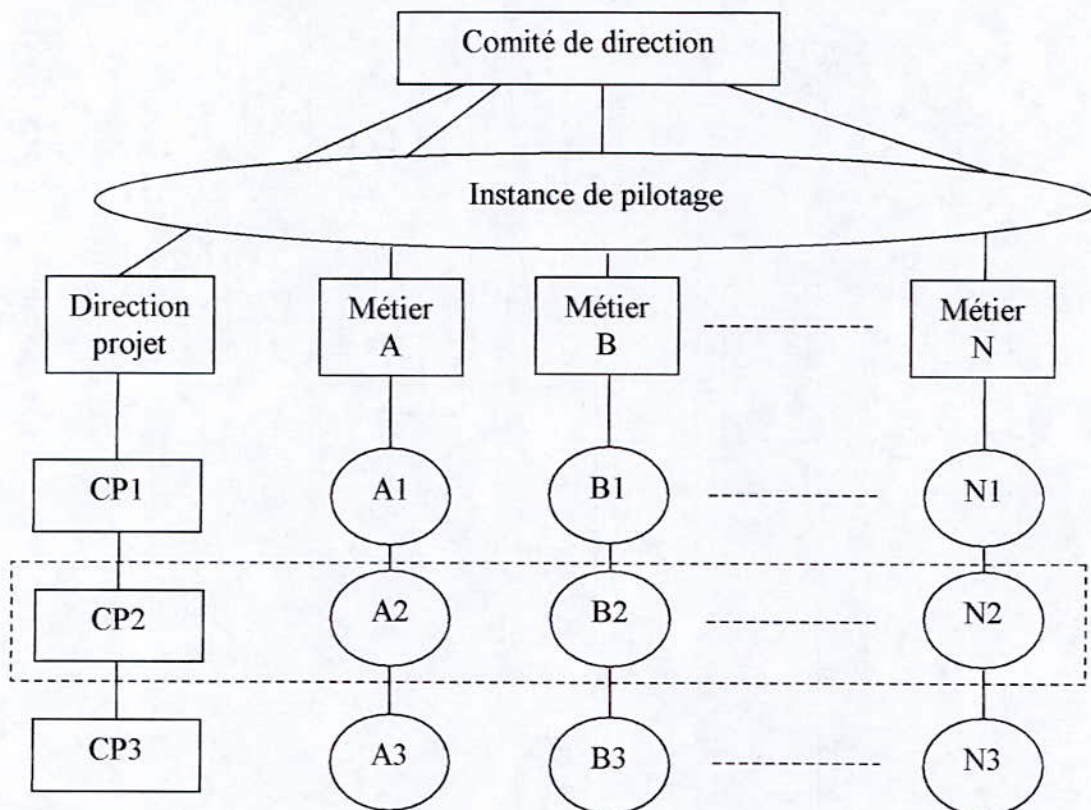 Comité de direction
Instance de pilotage
Direction
projet
Métier
A
Métier
B
Métier
N
CP1
A1
B1
N1
CP2
A2
B2
N2
CP3
A3
B3
N3